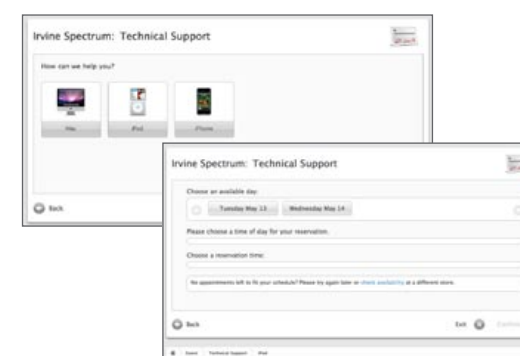 Irvine Spectrum: Technical Support
How can we help you?
Mac
iPod
iPhone
Back
Irvine Spectrum: Technical Support
Choose an available day:
Tuesday May 13 Wednesday May 14
Please choose a time of day for your reservation:
Choose a reservation time:
No appointments left to fit your schedule? Please try again later or check availability at a different store.
Back
Exit
Technical Support iPod